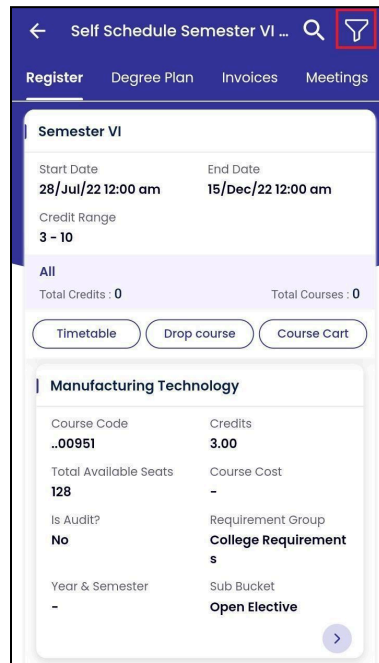 Self Schedule Semester VI ...
Register Degree Plan Invoices Meetings
Semester VI
Start Date End Date
28/Jul/22 12:00 am 15/Dec/22 12:00 am
Credit Range
3 - 10
All
Total Credits : 0 Total Courses : 0
Timetable Drop course Course Cart
Manufacturing Technology
Course Code Credits
..00951 3.00
Total Available Seats Course Cost
128 -
Is Audit? Requirement Group
No College Requirement
s
Year & Semester Sub Bucket
- Open Elective